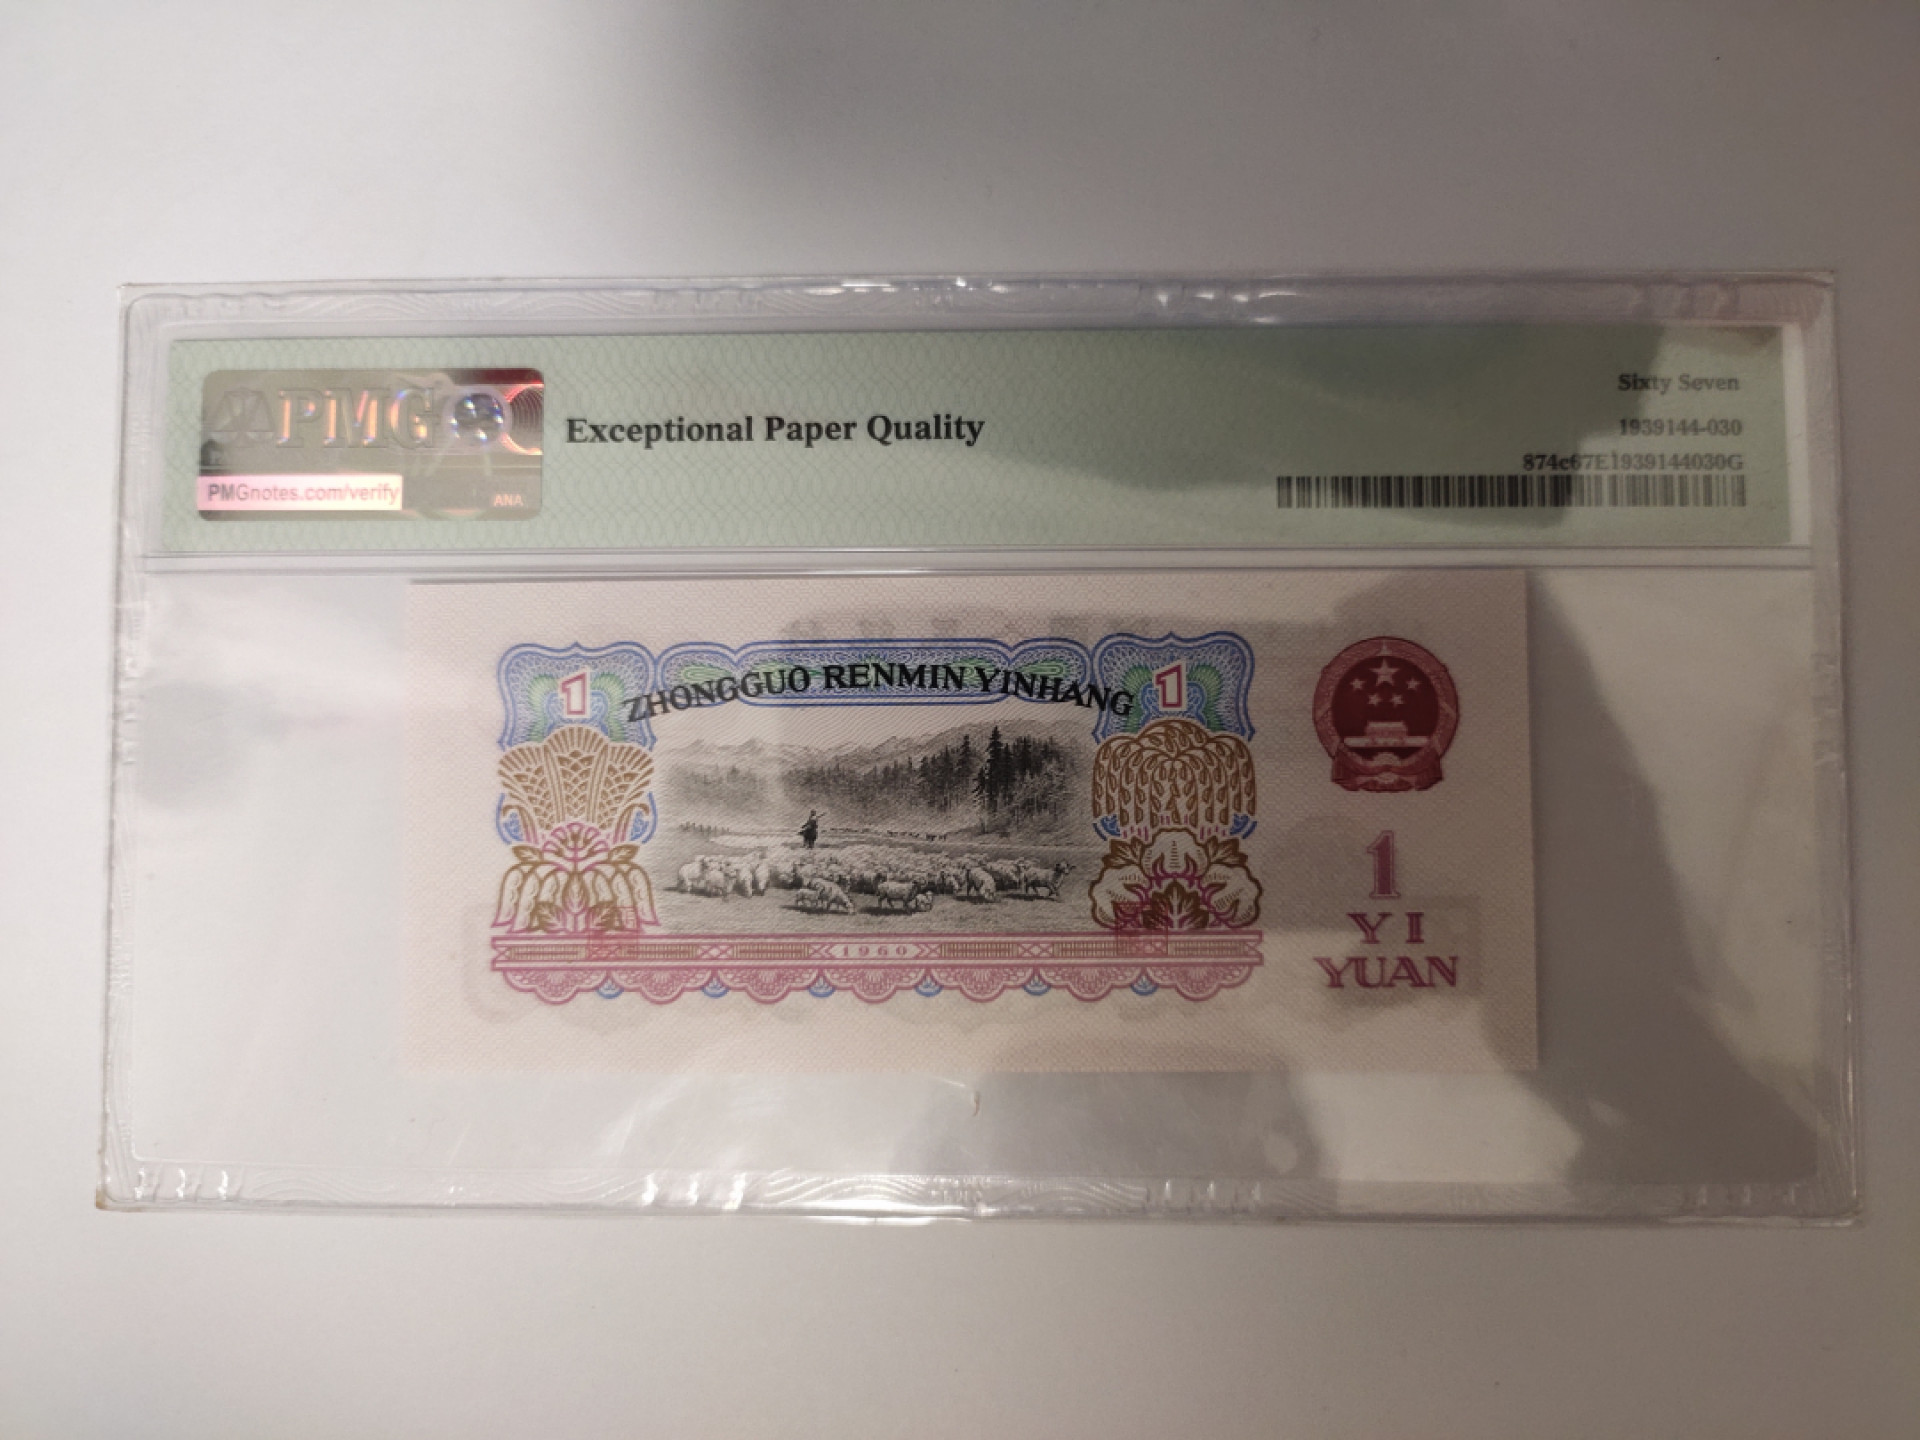 PMG
PMGnotes.com/verify
ANA
Exceptional Paper Quality
Sixty Seven
1939144-030
874c67E1939144030G
1
ZHONGGUO RENMIN YINHANG
1
1960
1
YI
YUAN